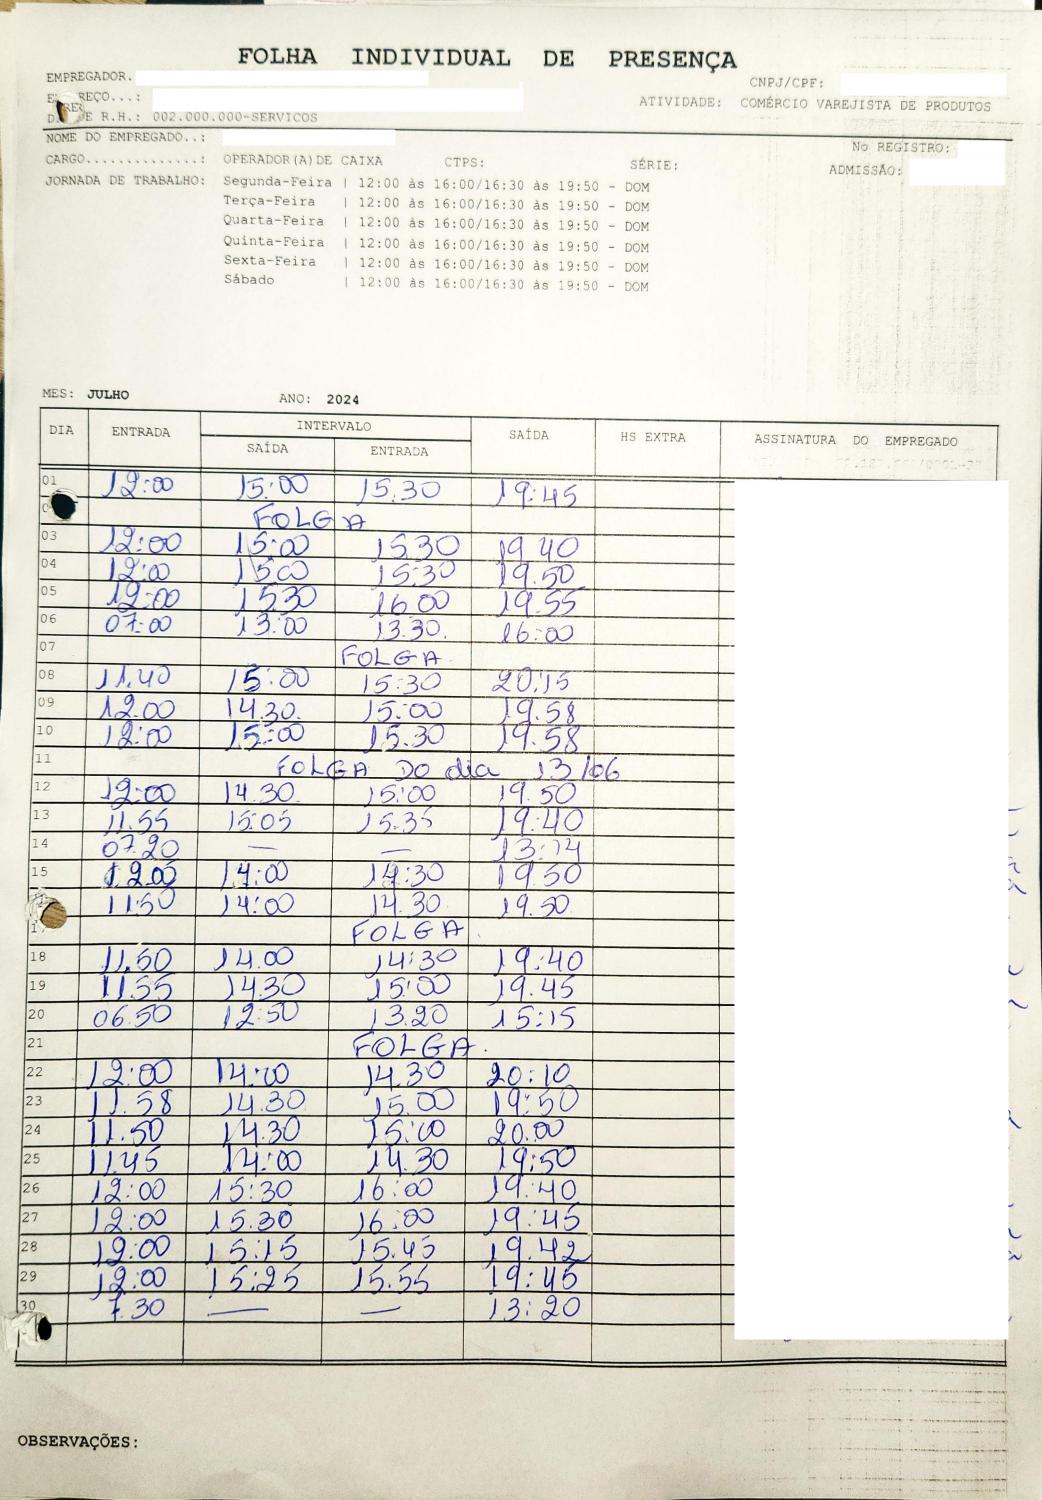 FOLHA INDIVIDUAL DE PRESENÇA
EMPREGADOR.
CNPJ/CPF:
REÇO...:
ATIVIDADE: COMÉRCIO VAREJISTA DE PRODUTOS
E R.H.: 002.000.000-SERVICOS
NOME DO EMPREGADO..:
No REGISTRO:
CARGO.............: OPERADOR(A) DE CAIXA CTPS: SÉRIE:
ADMISSÃO:
JORNADA DE TRABALHO: Segunda-Feira | 12:00 às 16:00/16:30 às 19:50 - DOM
Terça-Feira | 12:00 às 16:00/16:30 às 19:50 - DOM
Quarta-Feira | 12:00 às 16:00/16:30 às 19:50 - DOM
Quinta-Feira | 12:00 às 16:00/16:30 às 19:50 - DOM
Sexta-Feira | 12:00 às 16:00/16:30 às 19:50 - DOM
Sábado | 12:00 às 16:00/16:30 às 19:50 - DOM
MES: JULHO ANO: 2024
DIA ENTRADA INTERVALO SAÍDA HS EXTRA ASSINATURA DO EMPREGADO
SAÍDA ENTRADA
01 12:00 15:00 15.30 19:45
FOLGA
03 12:00 15:00 15.30 19.40
04 12:00 1500 15:30 19.50
05 12:00 1530 16.00 19.55
06 07:00 13:00 13.30. 16:00
07 FOLGA
08 11.40 15:00 15:30 20:15
09 12.00 14.30. 15:00 19.58
10 12:00 15:00 15.30 19.58
11 FOLGA DO dia 13/06
12 12:00 14.30. 15:00 19.50
13 11.55 15:05 15:35 19:40
14 07.20 — — 13:14
15 12.00 14:00 14:30 19:50
11:50 14:00 14.30. 19.50
FOLGA.
18 11.50 14.00 14:30 19:40
19 11.55 14.30 15:00 19.45
20 06.50 12:50 13.20 15:15
21 FOLGA.
22 12:00 14:00 14.30 20:10
23 11.58 14.30 15.00 19:50
24 11.50 14.30 15:00 20.00
25 11.45 14:00 14.30 19:50
26 12:00 15:30 16:00 19:40
27 12:00 15.30 16:00 19:45
28 12:00 15:15 15.45 19.42
29 12:00 15:25 15.55 19:45
30 7.30 — — 13:20
OBSERVAÇÕES: